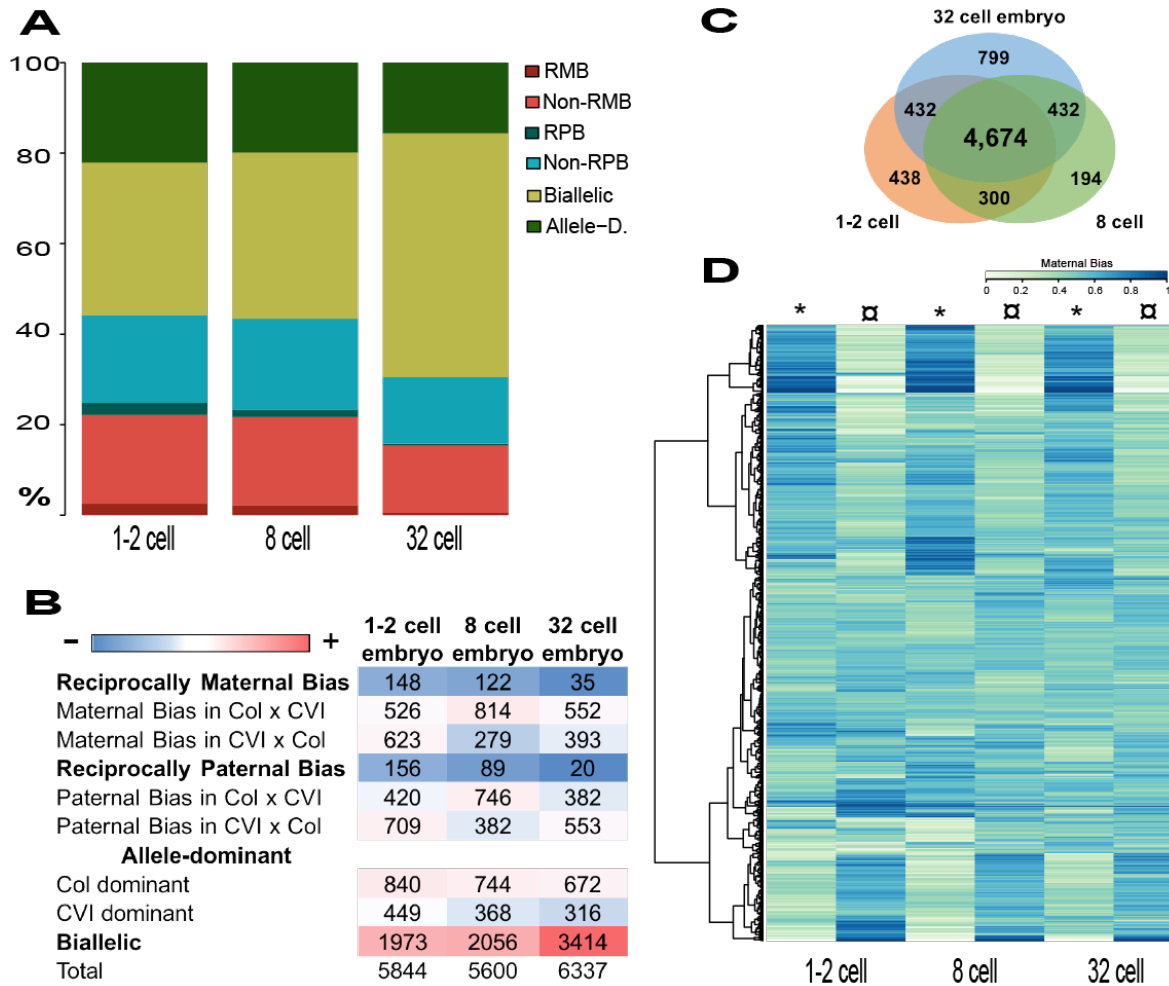 A
100
80
60
40
20
%
1-2 cell 8 cell 32 cell
RMB
Non-RMB
RPB
Non-RPB
Biallelic
Allele−D.
B
− +
1-2 cell embryo 8 cell embryo 32 cell embryo
Reciprocally Maternal Bias 148 122 35
Maternal Bias in Col x CVI 526 814 552
Maternal Bias in CVI x Col 623 279 393
Reciprocally Paternal Bias 156 89 20
Paternal Bias in Col x CVI 420 746 382
Paternal Bias in CVI x Col 709 382 553
Allele-dominant
Col dominant 840 744 672
CVI dominant 449 368 316
Biallelic 1973 2056 3414
Total 5844 5600 6337
C
32 cell embryo
799
432 432
4,674
438 194
300
1-2 cell 8 cell
D
Maternal Bias
0 0.2 0.4 0.6 0.8 1
* ¤ * ¤ * ¤
1-2 cell 8 cell 32 cell